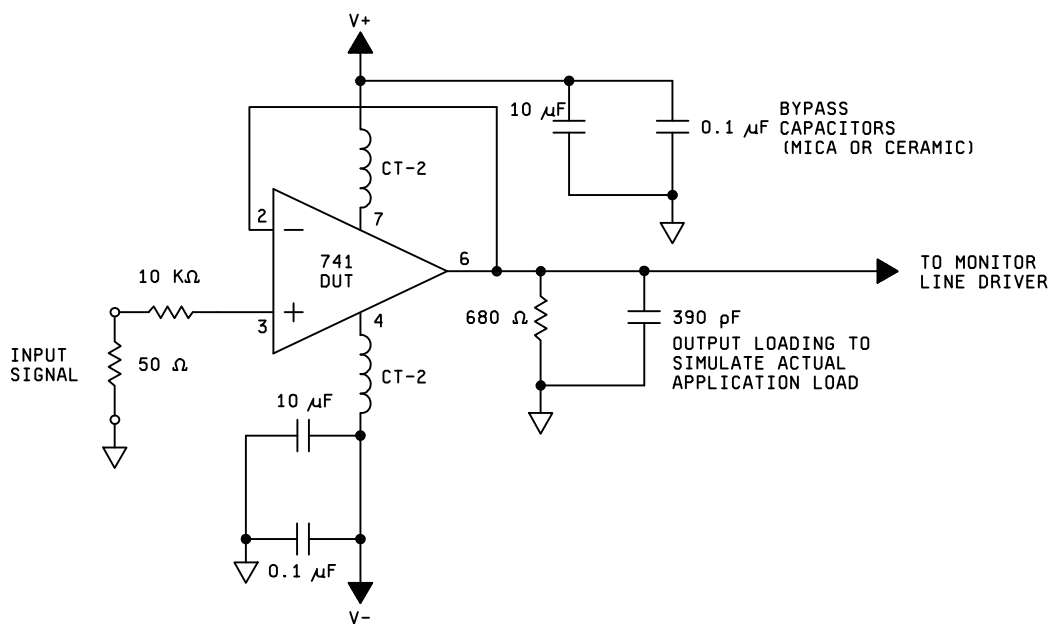 V+
10 µF
0.1 µF
BYPASS
CAPACITORS
(MICA OR CERAMIC)
CT-2
2
7
−
741
DUT
6
TO MONITOR
LINE DRIVER
10 KΩ
+
3
4
680 Ω
390 pF
OUTPUT LOADING TO
SIMULATE ACTUAL
APPLICATION LOAD
INPUT
SIGNAL
50 Ω
CT-2
10 µF
0.1 µF
V-